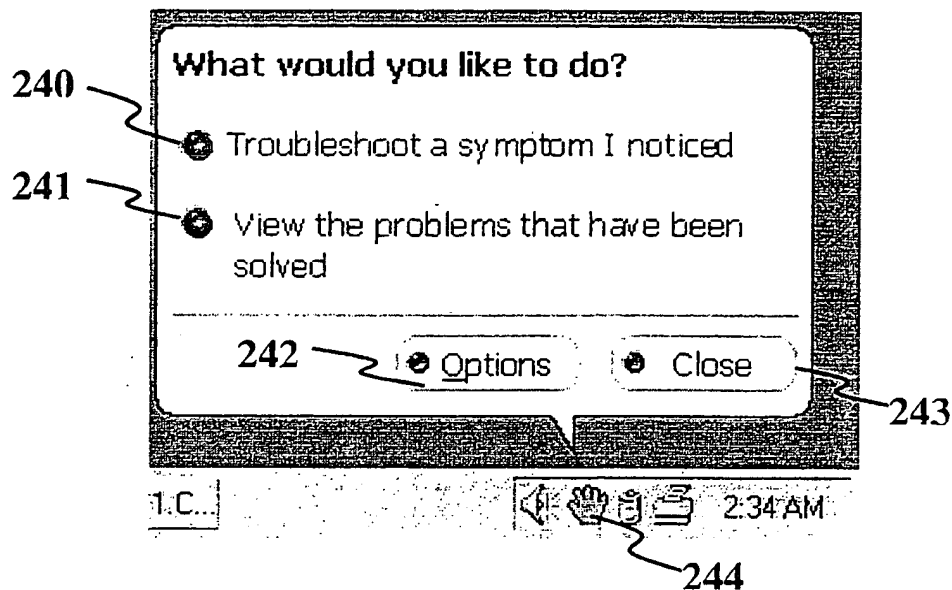 What would you like to do?
240
Troubleshoot a symptom I noticed
241
View the problems that have been
solved
242
Options
Close
243
1.C...
2:34 AM
244